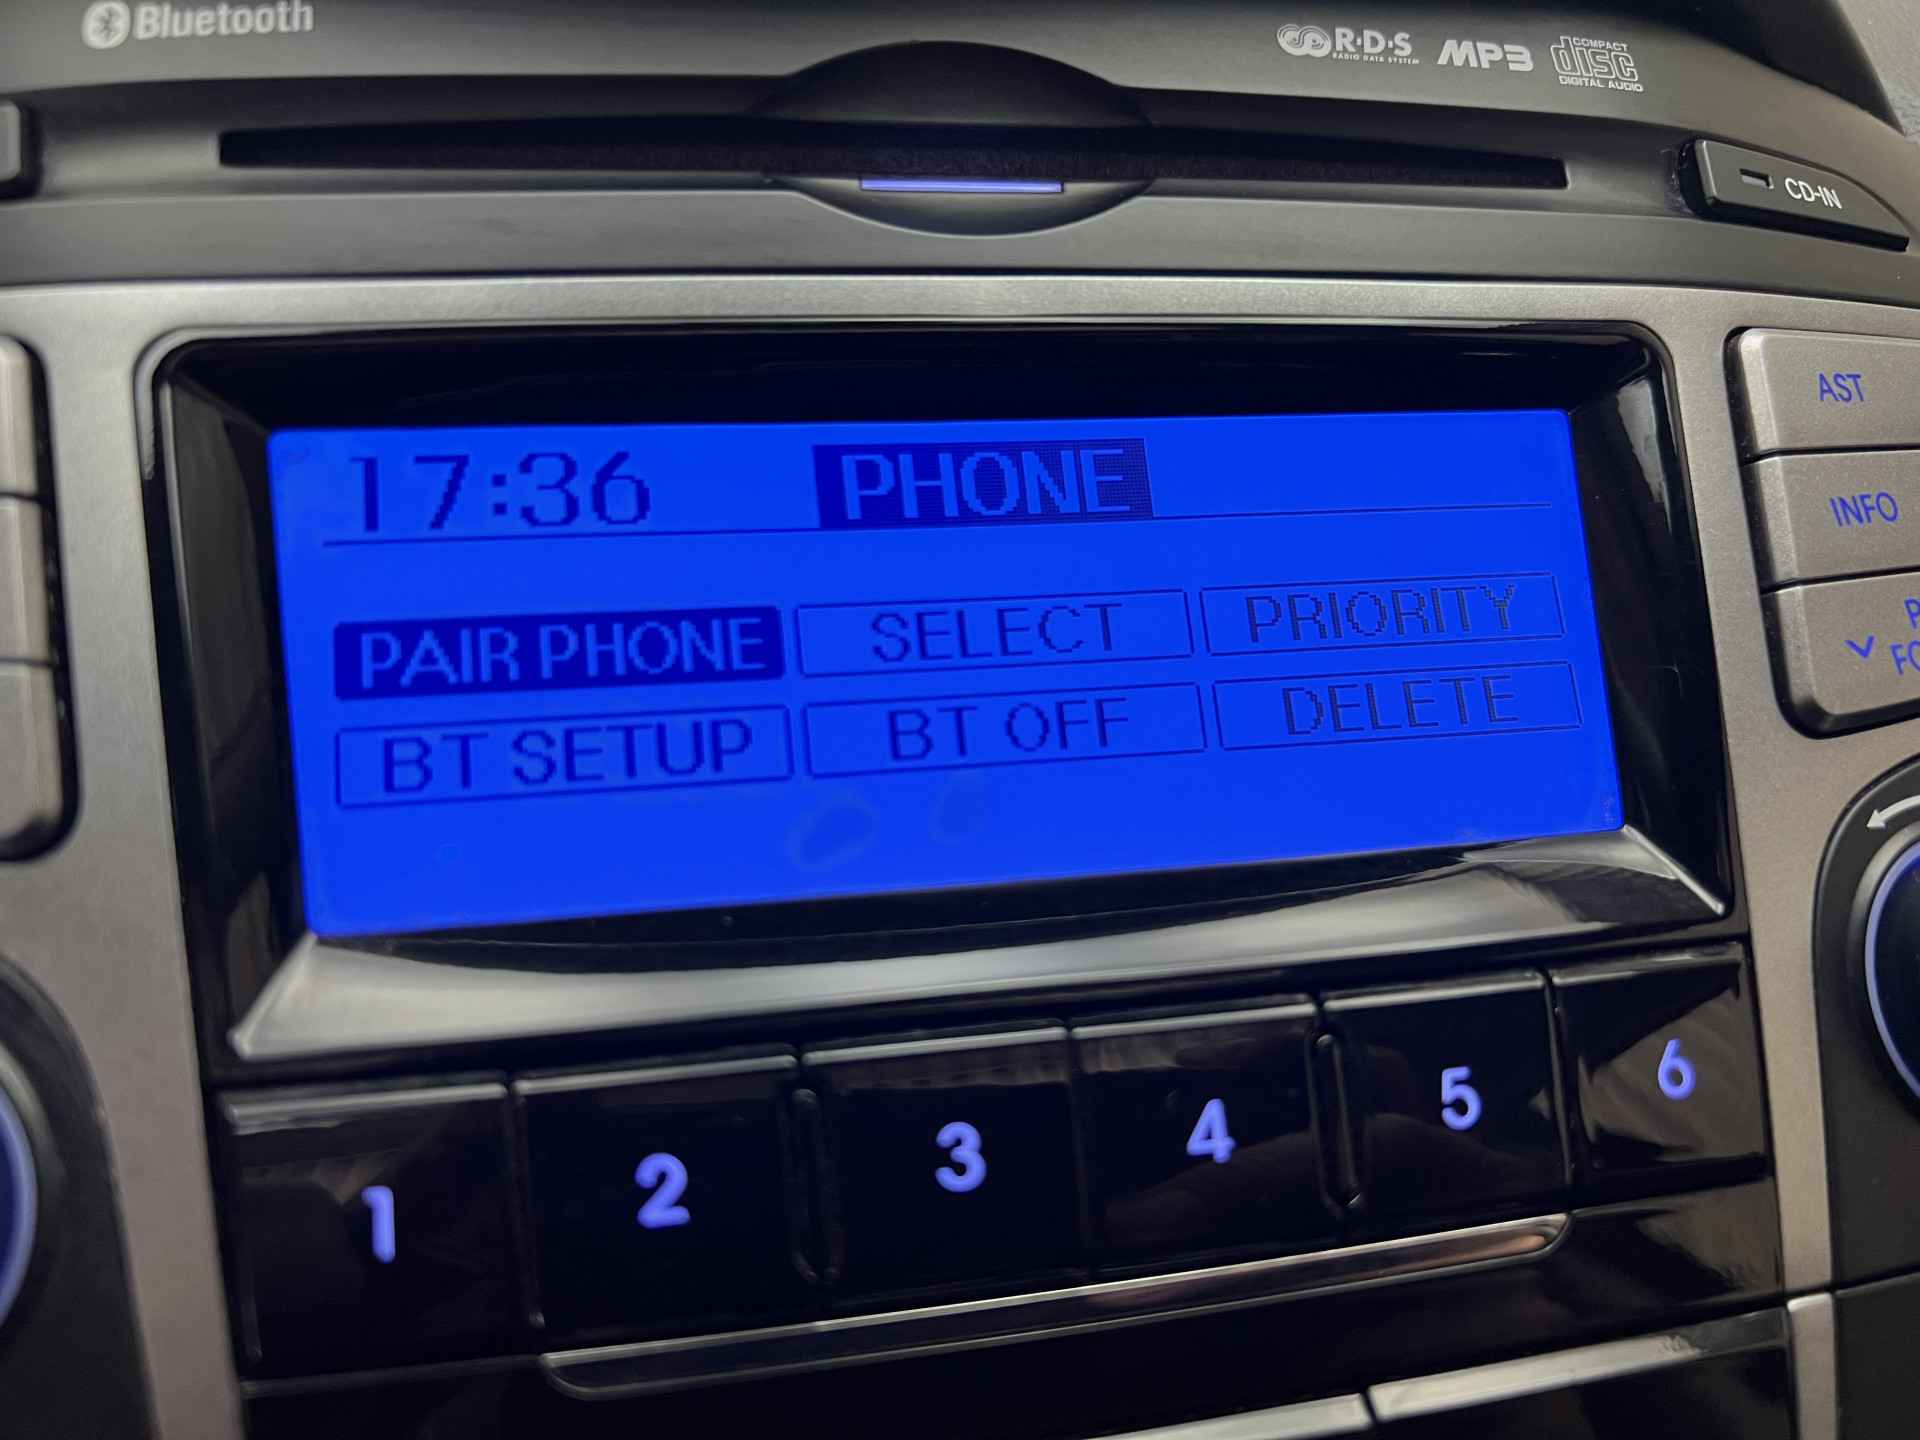 Bluetooth
R·D·S
RADIO DATA SYSTEM
MP3
COMPACT
disc
DIGITAL AUDIO
CD-IN
AST
INFO
17:36 PHONE
PAIR PHONE SELECT PRIORITY
BT SETUP BT OFF DELETE
1 2 3 4 5 6